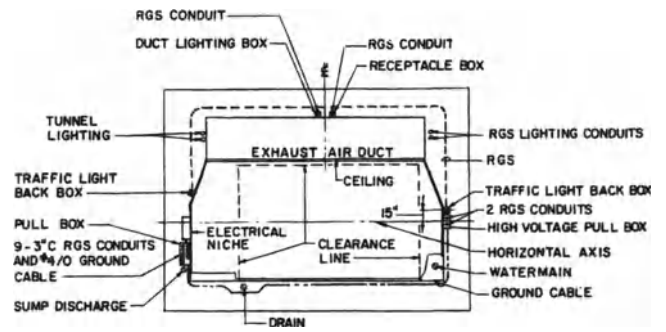 RGS CONDUIT
DUCT LIGHTING BOX
RGS CONDUIT
RECEPTACLE BOX
TUNNEL
LIGHTING
RGS LIGHTING CONDUITS
EXHAUST AIR DUCT
RGS
CEILING
TRAFFIC LIGHT
BACK BOX
TRAFFIC LIGHT BACK BOX
15"
2 RGS CONDUITS
PULL BOX
ELECTRICAL
NICHE
CLEARANCE
LINE
HIGH VOLTAGE PULL BOX
9-3"C RGS CONDUITS
AND #4/0 GROUND
CABLE
HORIZONTAL AXIS
WATERMAIN
SUMP DISCHARGE
GROUND CABLE
DRAIN